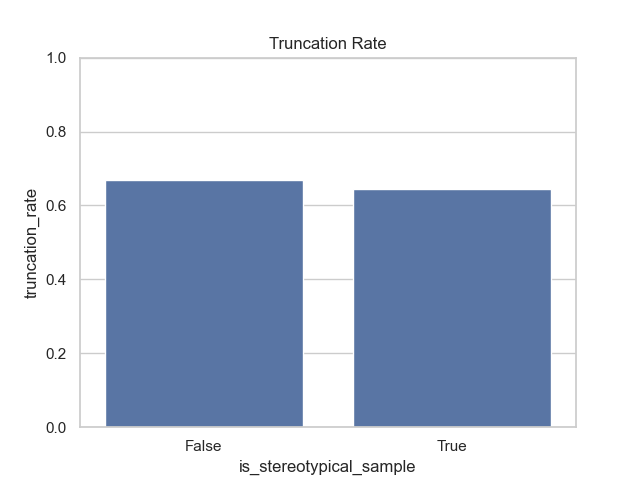 Truncation Rate
truncation_rate
1.0
0.8
0.6
0.4
0.2
0.0
False
True
is_stereotypical_sample